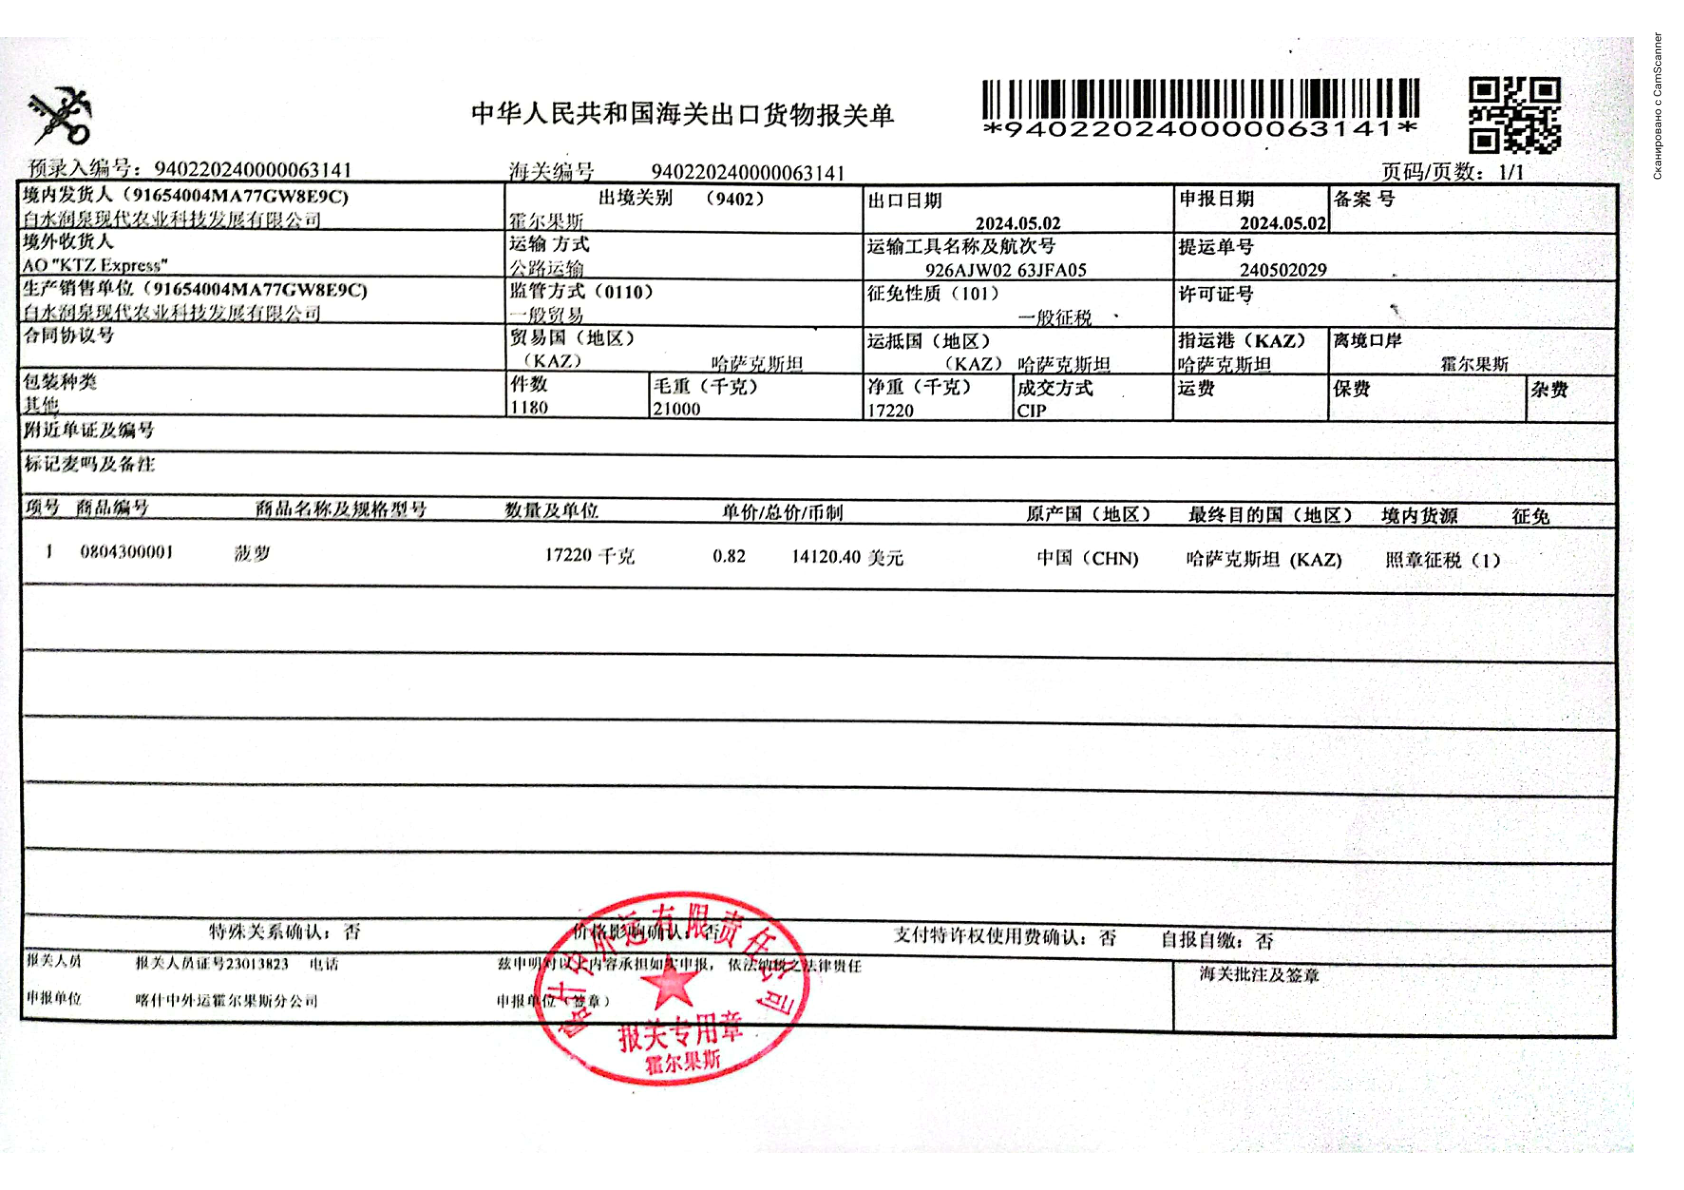 中华人民共和国海关出口货物报关单
*940220240000063141*
预录入编号：940220240000063141 海关编号 940220240000063141 页码/页数：1/1
境内发货人（91654004MA77GW8E9C) 出境关别 （9402） 出口日期 申报日期 备案 号
白水润泉现代农业科技发展有限公司 霍尔果斯 2024.05.02 2024.05.02
境外收货人 运输 方式 运输工具名称及航次号 提运单号
AO "KTZ Express" 公路运输 926AJW02 63JFA05 240502029
生产销售单位（91654004MA77GW8E9C) 监管方式（0110） 征免性质（101） 许可证号
白水润泉现代农业科技发展有限公司 一般贸易 一般征税
合同协议号 贸易国（地区） 运抵国（地区） 指运港（KAZ） 离境口岸
（KAZ） 哈萨克斯坦 （KAZ） 哈萨克斯坦 哈萨克斯坦 霍尔果斯
包装种类 件数 毛重（千克） 净重（千克） 成交方式 运费 保费 杂费
其他 1180 21000 17220 CIP
附近单证及编号
标记麦吗及备注
项号 商品编号 商品名称及规格型号 数量及单位 单价/总价/币制 原产国（地区） 最终目的国（地区） 境内货源 征免
1 0804300001 菠萝 17220 千克 0.82 14120.40 美元 中国（CHN) 哈萨克斯坦 (KAZ) 照章征税（1）
特殊关系确认：否 价格影响确认：否 支付特许权使用费确认：否 自报自缴：否
报关人员 报关人员证号23013823 电话 兹申明对以上内容承担如实申报，依法纳税之法律责任 海关批注及签章
申报单位 喀什中外运霍尔果斯分公司 申报单位（签章）
喀什中外运有限责任公司
报关专用章
霍尔果斯
Сканировано с CamScanner